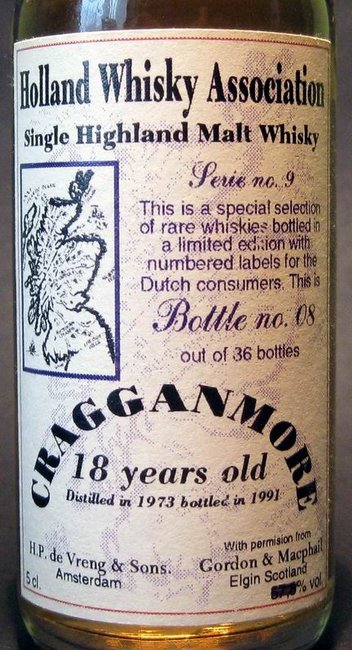 Holland Whisky Association
Single Highland Malt Whisky
Serie no. 9
This is a special selection
of rare whiskies bottled in
a limited edition with
numbered labels for the
Dutch consumers. This is
Bottle no. 08
out of 36 bottles
CRAGGANMORE
18 years old
Distilled in 1973 bottled in 1991
H.P. de Vreng & Sons.
Amsterdam
5 cl.
With permision from
Gordon & Macphail
Elgin Scotland
% vol.